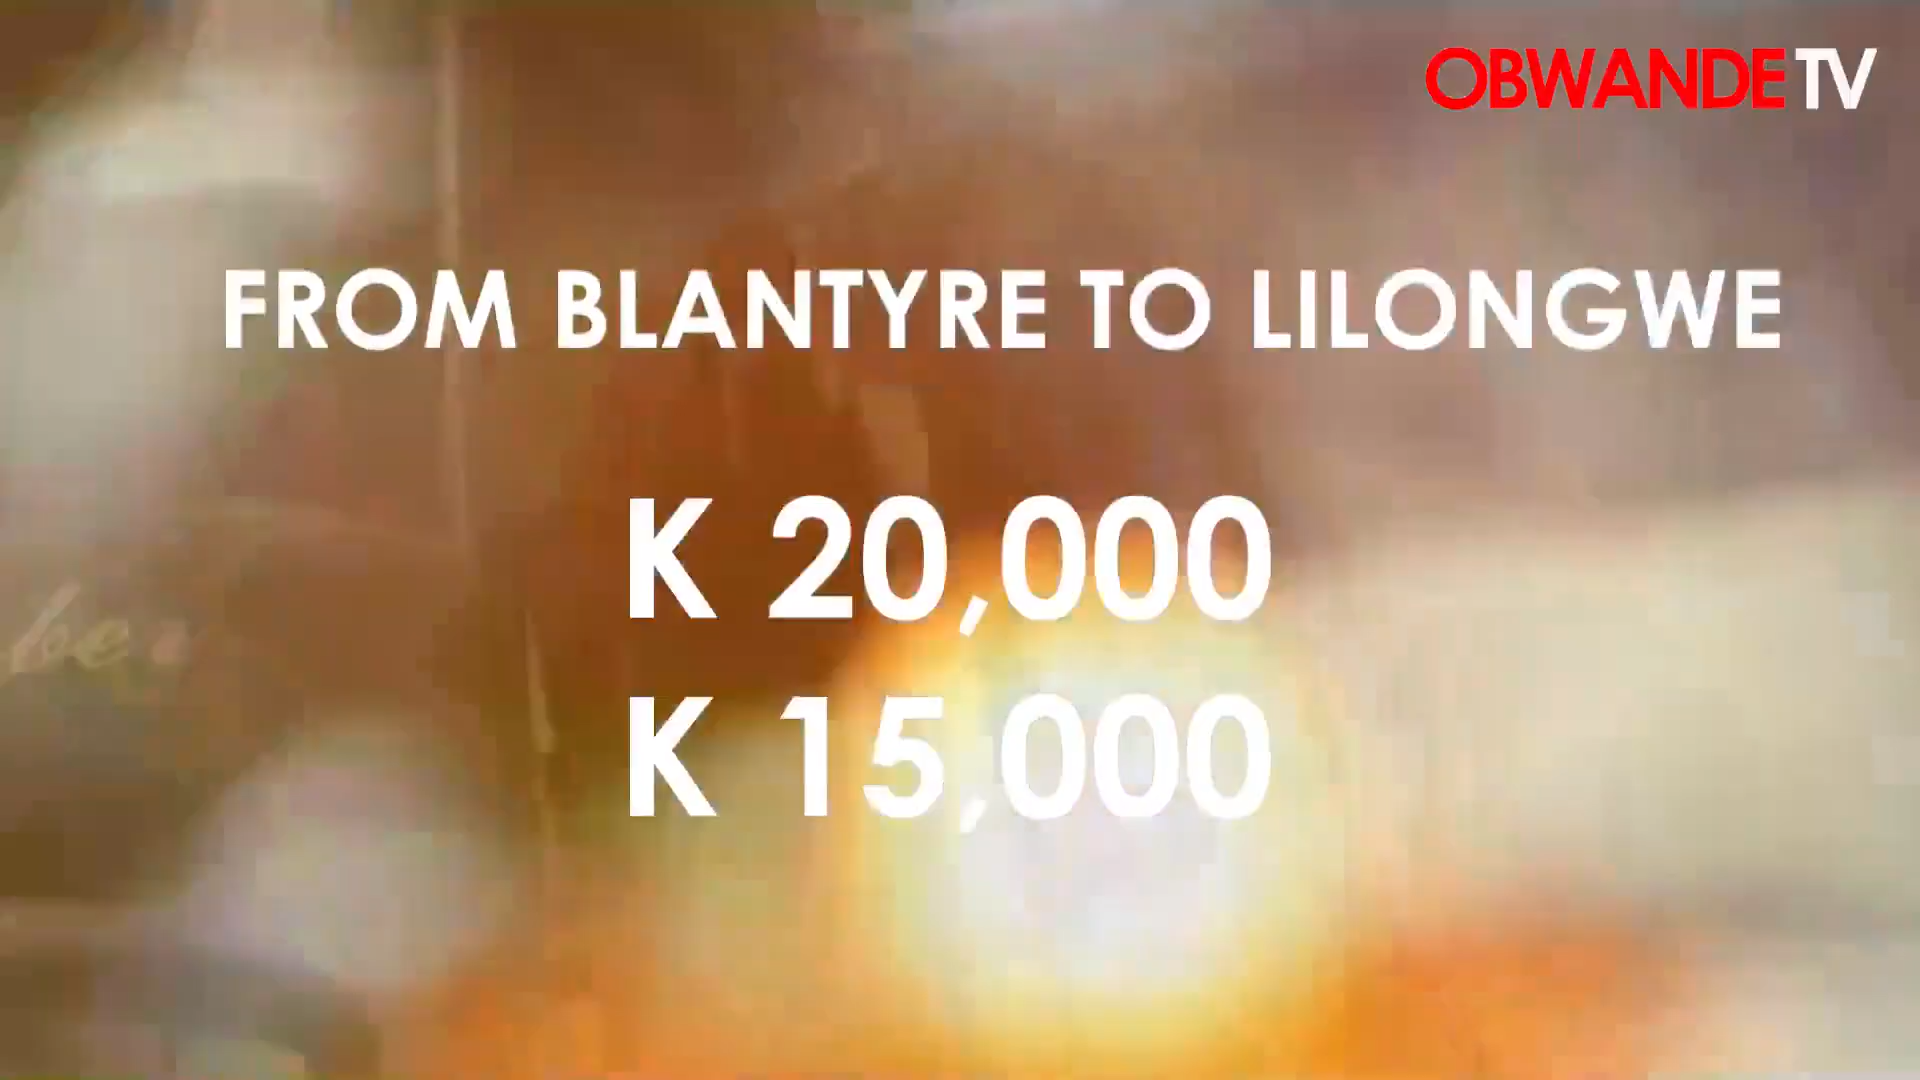 OBWANDE TV
FROM BLANTYRE TO LILONGWE
K 20,000
K 15,000